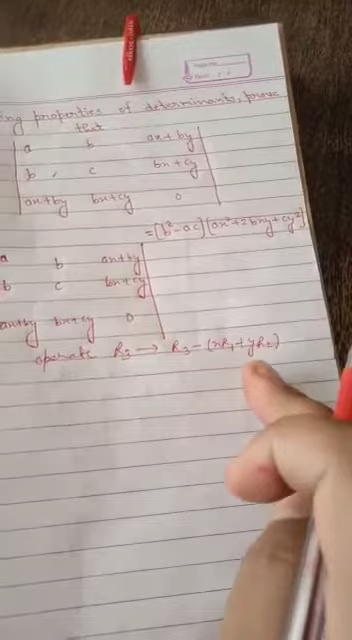 ing properties of determinants, prove
that
a b ax+by
b c bx+cy
ax+by bx+cy 0
=[b²-ac][ax²+2bxy+cy²]
a b ax+by
b c bx+cy
ax+by bx+cy 0
operate R₃ → R₃-(xR₁+yR₂)